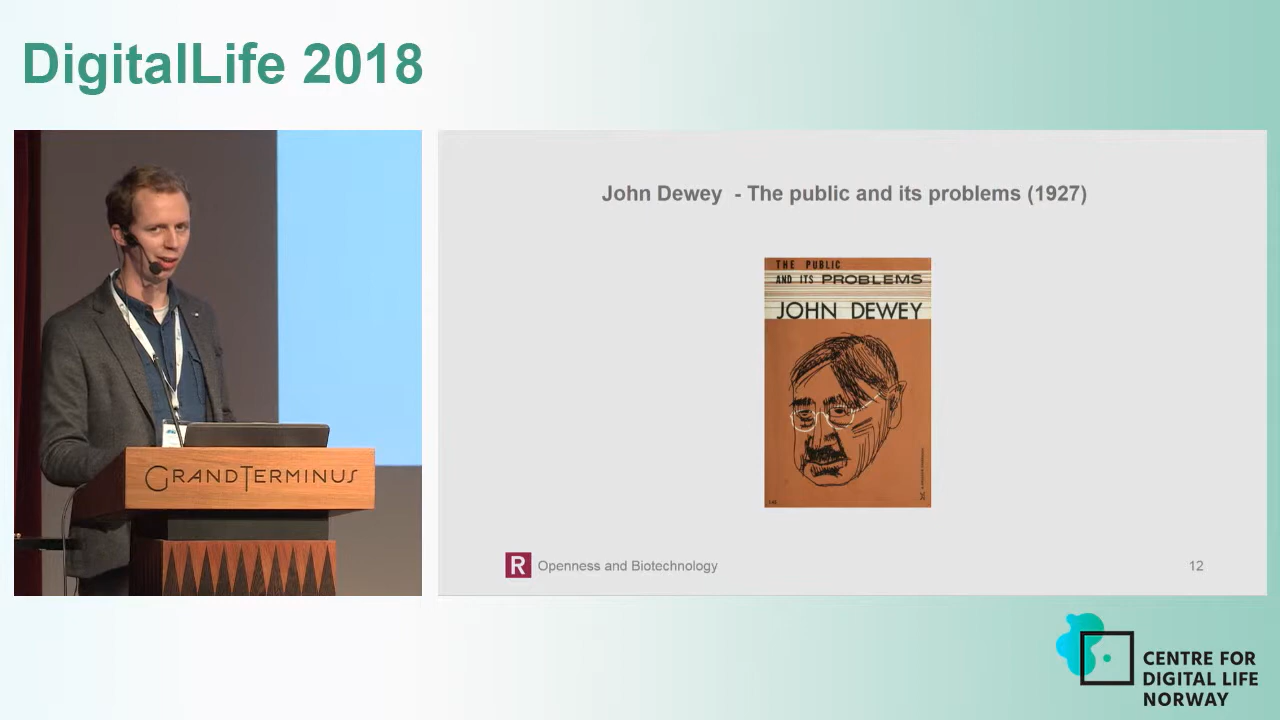 DigitalLife 2018
GRANDTERMINUS
John Dewey - The public and its problems (1927)
THE PUBLIC
AND ITS PROBLEMS
JOHN DEWEY
R
Openness and Biotechnology
12
CENTRE FOR
DIGITAL LIFE
NORWAY